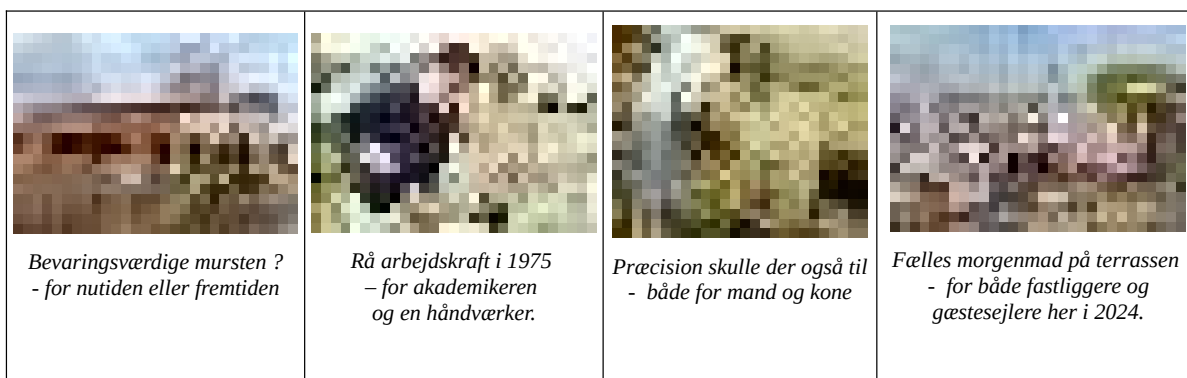 Bevaringsværdige mursten ?
- for nutiden eller fremtiden
Rå arbejdskraft i 1975
– for akademikeren
og en håndværker.
Præcision skulle der også til
- både for mand og kone
Fælles morgenmad på terrassen
- for både fastliggere og
gæstesejlere her i 2024.